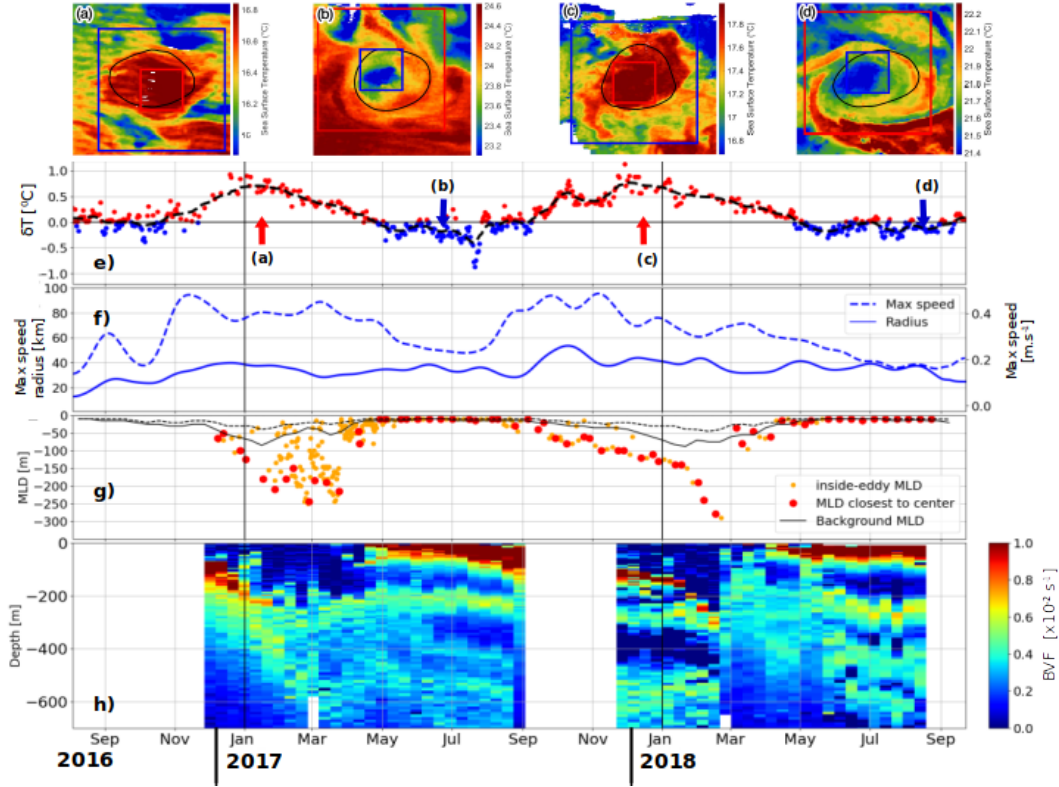 (a)
16.8
16.6
16.4
16.2
Sea Surface Temperature (°C)
(b)
24.6
24.4
24.2
24
23.8
23.6
23.4
23.2
Sea Surface Temperature (°C)
(c)
17.8
17.6
17.4
17.2
17
16.8
Sea Surface Temperature (°C)
(d)
22.2
22.1
22
21.9
21.8
21.7
21.6
21.5
21.4
Sea Surface Temperature (°C)
δT [°C]
1.0
0.5
0.0
−0.5
−1.0
e)
(a)
(b)
(c)
(d)
Max speed
radius [km]
100
80
60
40
20
f)
Max speed
Radius
0.4
0.2
0.0
Max speed
[m.s⁻¹]
MLD [m]
0
−50
−100
−150
−200
−250
−300
g)
inside-eddy MLD
MLD closest to center
Background MLD
Depth [m]
0
−200
−400
−600
h)
1.0
0.8
0.6
0.4
0.2
0.0
BVF [x10⁻² s⁻¹]
Sep Nov Jan Mar May Jul Sep Nov Jan Mar May Jul Sep
2016 2017 2018